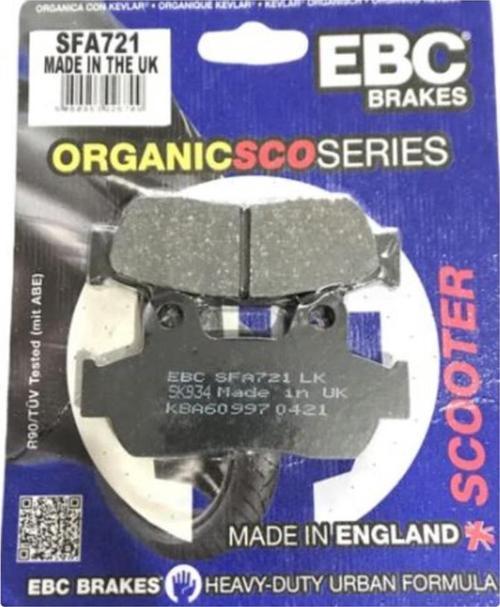 ORGANICA CON KEVLAR® • ORGANIQUE KEVLAR® • KEVLAR® ORGANISCH • ORGANIC
SFA721
MADE IN THE UK
EBC®
BRAKES
ORGANICSCOSERIES
R90/TÜV Tested (mit ABE)
EBC SFA721 LK
SK934 Made in UK
KBA60997 0421
SCOOTER
MADE IN ENGLAND
EBC BRAKES HEAVY-DUTY URBAN FORMULA